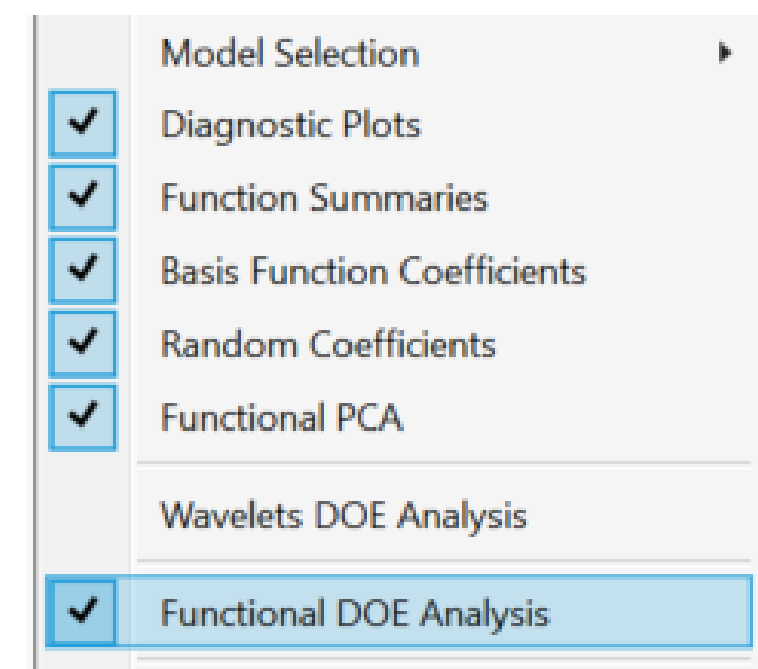 Model Selection
Diagnostic Plots
Function Summaries
Basis Function Coefficients
Random Coefficients
Functional PCA
Wavelets DOE Analysis
Functional DOE Analysis